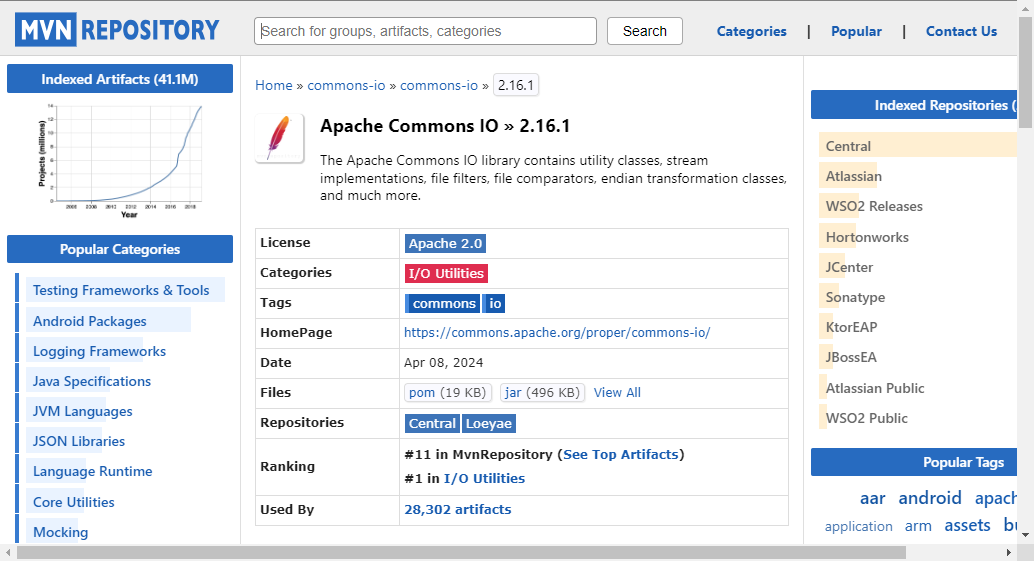 MVN REPOSITORY
Search for groups, artifacts, categories
Search
Categories | Popular | Contact Us
Indexed Artifacts (41.1M)
Projects (millions)
Year
Popular Categories
Testing Frameworks & Tools
Android Packages
Logging Frameworks
Java Specifications
JVM Languages
JSON Libraries
Language Runtime
Core Utilities
Mocking
Home » commons-io » commons-io » 2.16.1
Apache Commons IO » 2.16.1
The Apache Commons IO library contains utility classes, stream
implementations, file filters, file comparators, endian transformation classes,
and much more.
License Apache 2.0
Categories I/O Utilities
Tags commons io
HomePage https://commons.apache.org/proper/commons-io/
Date Apr 08, 2024
Files pom (19 KB) jar (496 KB) View All
Repositories Central Loeyae
Ranking
#11 in MvnRepository (See Top Artifacts)
#1 in I/O Utilities
Used By 28,302 artifacts
Indexed Repositories (
Central
Atlassian
WSO2 Releases
Hortonworks
JCenter
Sonatype
KtorEAP
JBossEA
Atlassian Public
WSO2 Public
Popular Tags
aar android apach
application arm assets